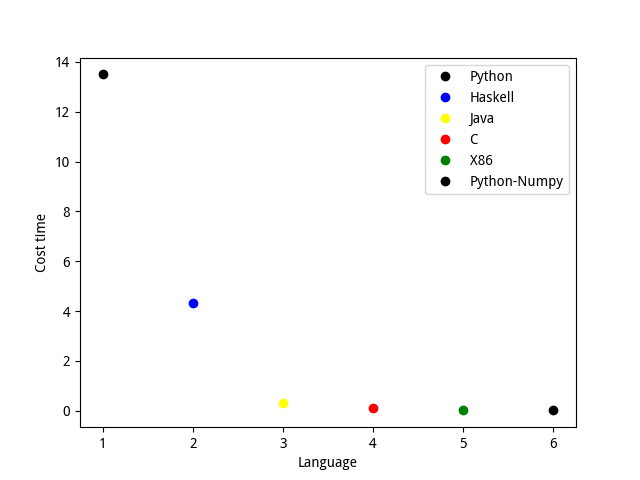 14
12
10
8
6
4
2
0
Cost time
1 2 3 4 5 6
Language
Python
Haskell
Java
C
X86
Python-Numpy